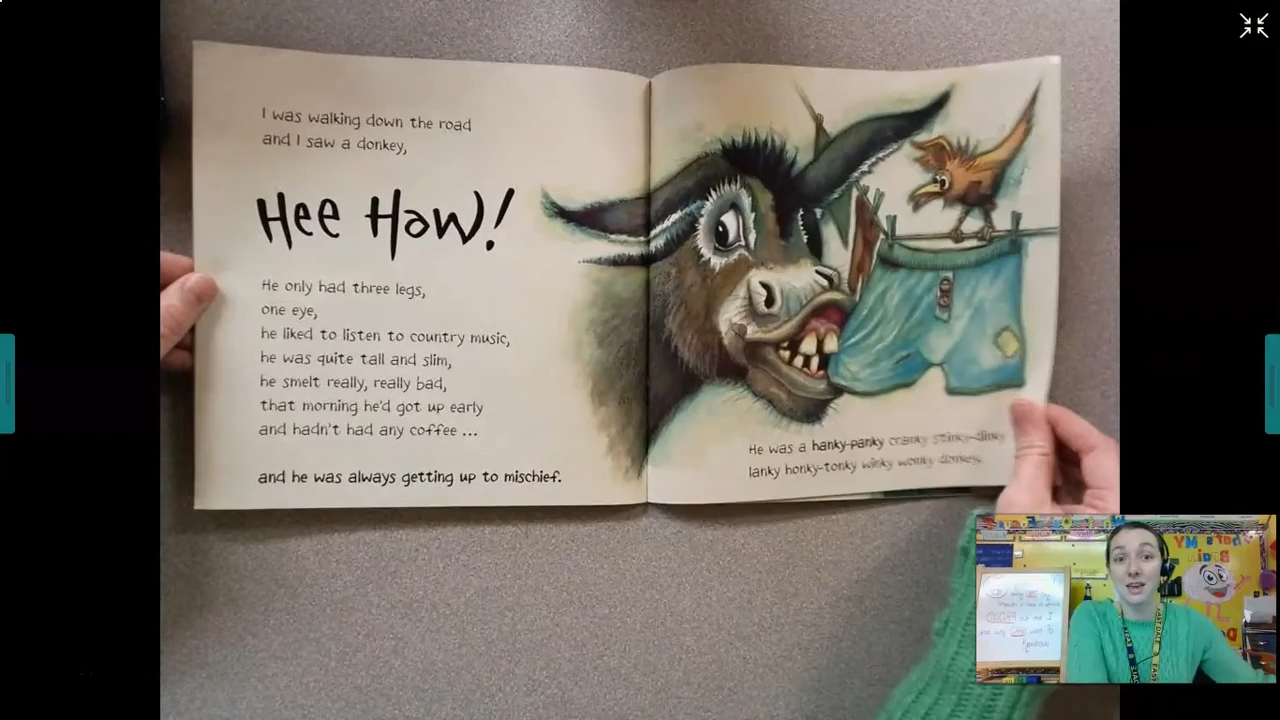 I was walking down the road
and I saw a donkey,
Hee Haw!
He only had three legs,
one eye,
he liked to listen to country music,
he was quite tall and slim,
he smelt really, really bad,
that morning he'd got up early
and hadn't had any coffee ...
and he was always getting up to mischief.
He was a hanky-panky cranky stinky-dinky
lanky honky-tonky winky wonky donkey.